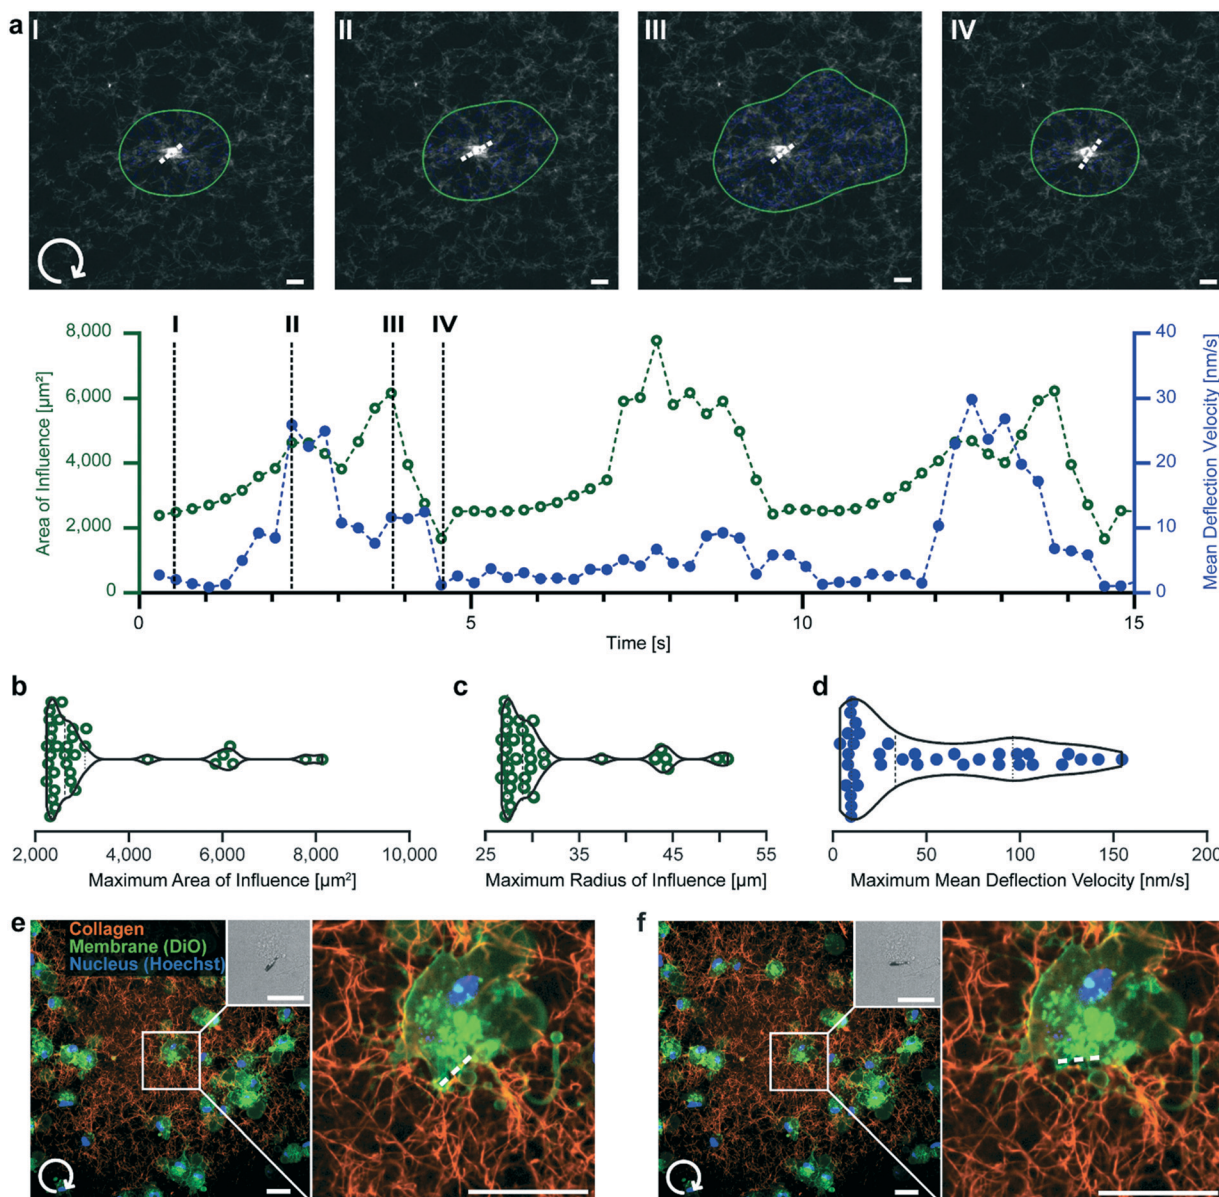 a
I II III IV
I II III IV
8,000
6,000
4,000
2,000
0
Area of Influence [µm²]
40
30
20
10
0
Mean Deflection Velocity [nm/s]
0 5 10 15
Time [s]
b c d
2,000 4,000 6,000 8,000 10,000
Maximum Area of Influence [µm²]
25 35 45 55
Maximum Radius of Influence [µm]
0 50 100 150 200
Maximum Mean Deflection Velocity [nm/s]
e f
Collagen
Membrane (DiO)
Nucleus (Hoechst)